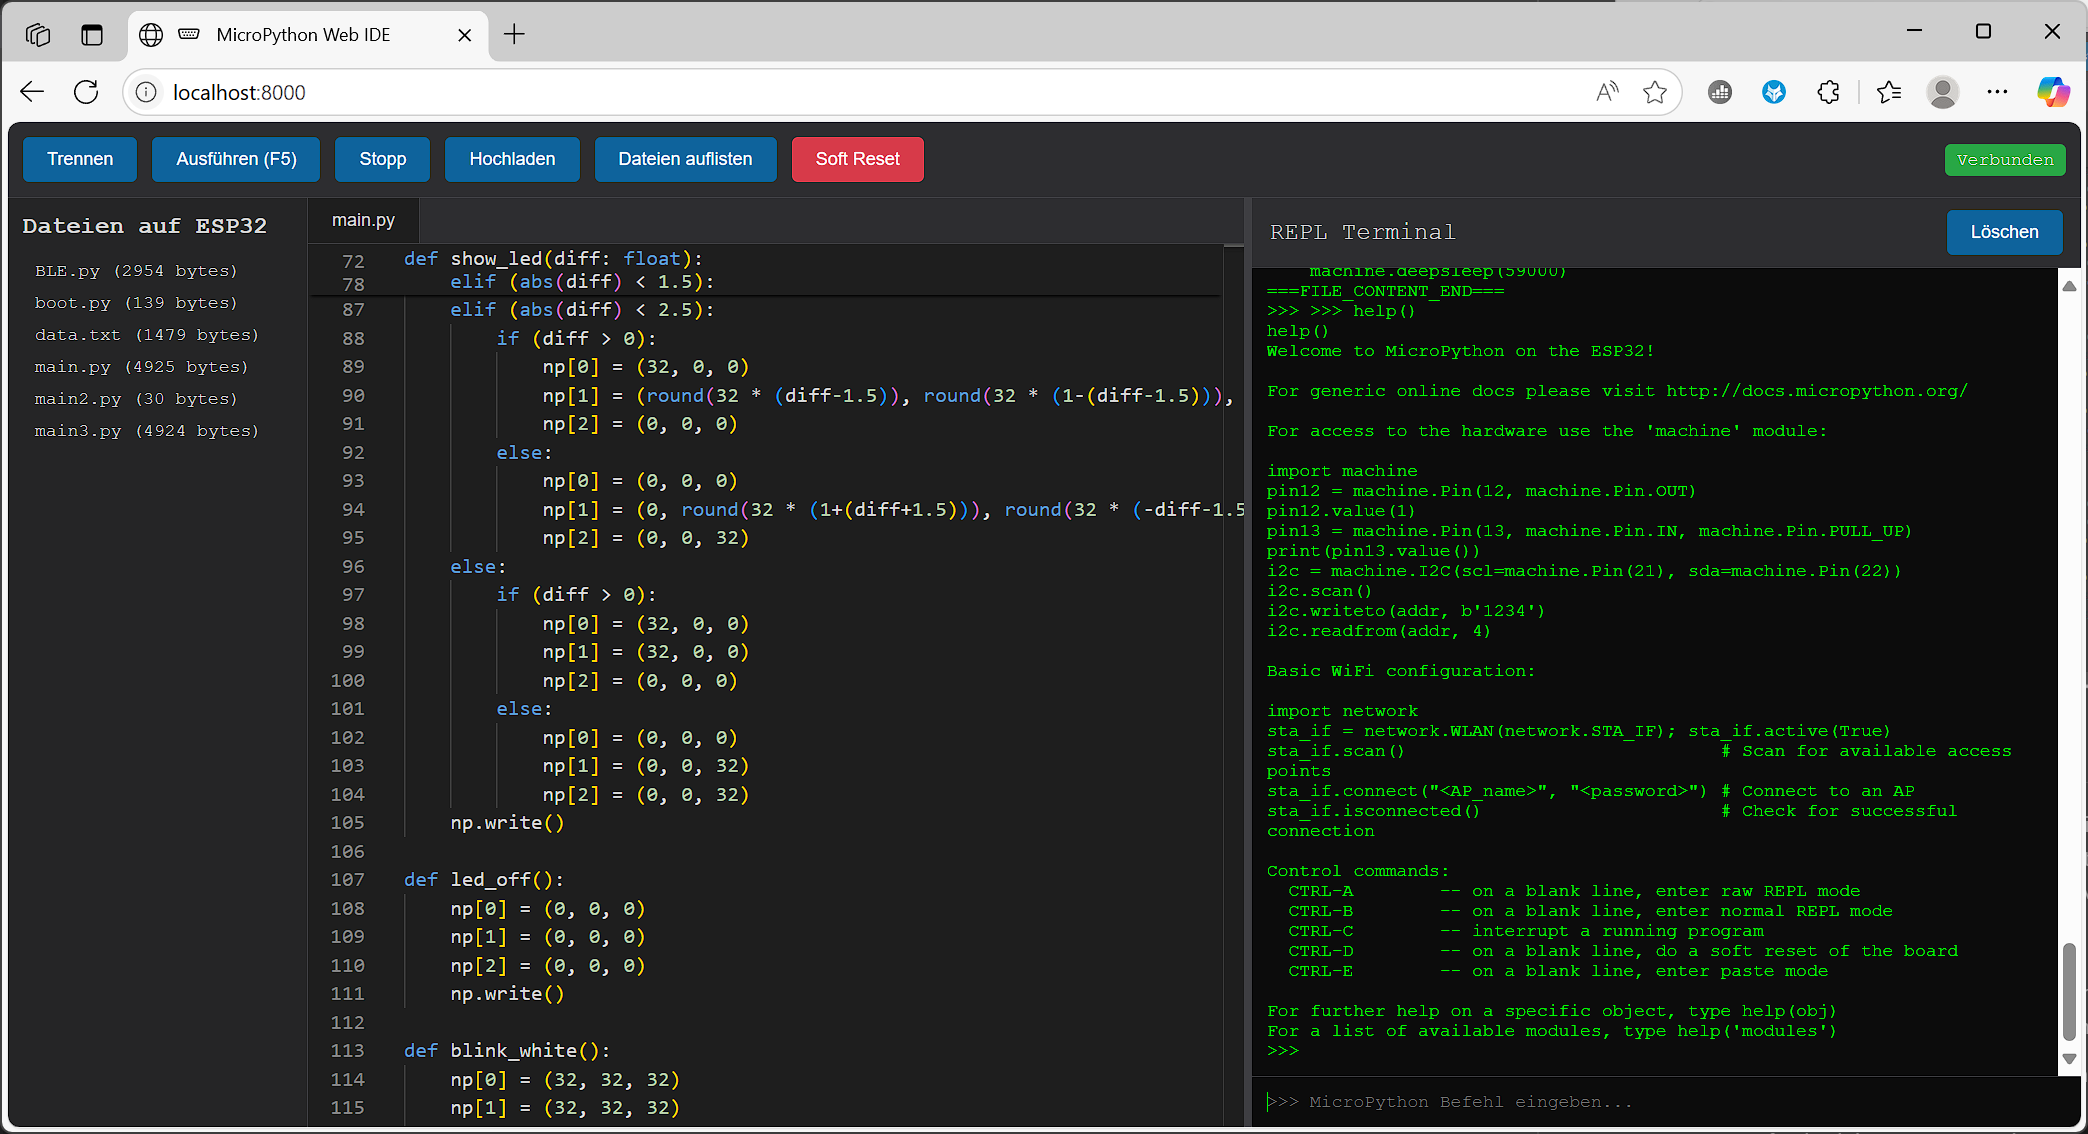 MicroPython Web IDE
localhost:8000
Trennen
Ausführen (F5)
Stopp
Hochladen
Dateien auflisten
Soft Reset
Verbunden
Dateien auf ESP32
BLE.py (2954 bytes)
boot.py (139 bytes)
data.txt (1479 bytes)
main.py (4925 bytes)
main2.py (30 bytes)
main3.py (4924 bytes)
main.py
72 def show_led(diff: float):
78 elif (abs(diff) < 1.5):
87 elif (abs(diff) < 2.5):
88 if (diff > 0):
89 np[0] = (32, 0, 0)
90 np[1] = (round(32 * (diff-1.5)), round(32 * (1-(diff-1.5))),
91 np[2] = (0, 0, 0)
92 else:
93 np[0] = (0, 0, 0)
94 np[1] = (0, round(32 * (1+(diff+1.5))), round(32 * (-diff-1.5
95 np[2] = (0, 0, 32)
96 else:
97 if (diff > 0):
98 np[0] = (32, 0, 0)
99 np[1] = (32, 0, 0)
100 np[2] = (0, 0, 0)
101 else:
102 np[0] = (0, 0, 0)
103 np[1] = (0, 0, 32)
104 np[2] = (0, 0, 32)
105 np.write()
106
107 def led_off():
108 np[0] = (0, 0, 0)
109 np[1] = (0, 0, 0)
110 np[2] = (0, 0, 0)
111 np.write()
112
113 def blink_white():
114 np[0] = (32, 32, 32)
115 np[1] = (32, 32, 32)
REPL Terminal
Löschen
machine.deepsleep(59000)
===FILE_CONTENT_END===
>>> >>> help()
help()
Welcome to MicroPython on the ESP32!
For generic online docs please visit http://docs.micropython.org/
For access to the hardware use the 'machine' module:
import machine
pin12 = machine.Pin(12, machine.Pin.OUT)
pin12.value(1)
pin13 = machine.Pin(13, machine.Pin.IN, machine.Pin.PULL_UP)
print(pin13.value())
i2c = machine.I2C(scl=machine.Pin(21), sda=machine.Pin(22))
i2c.scan()
i2c.writeto(addr, b'1234')
i2c.readfrom(addr, 4)
Basic WiFi configuration:
import network
sta_if = network.WLAN(network.STA_IF); sta_if.active(True)
sta_if.scan() # Scan for available access
points
sta_if.connect("<AP_name>", "<password>") # Connect to an AP
sta_if.isconnected() # Check for successful
connection
Control commands:
CTRL-A -- on a blank line, enter raw REPL mode
CTRL-B -- on a blank line, enter normal REPL mode
CTRL-C -- interrupt a running program
CTRL-D -- on a blank line, do a soft reset of the board
CTRL-E -- on a blank line, enter paste mode
For further help on a specific object, type help(obj)
For a list of available modules, type help('modules')
>>>
>>> MicroPython Befehl eingeben...